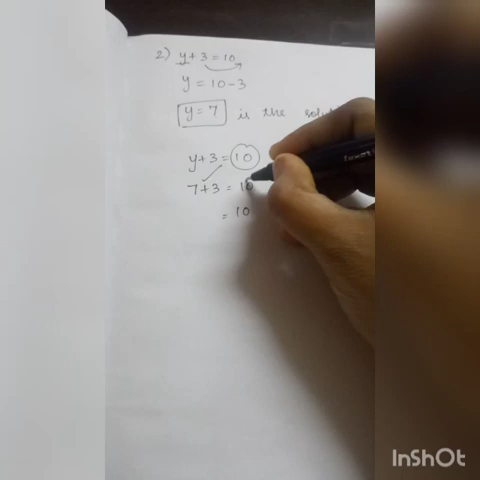 2) y + 3 = 10
y = 10 - 3
y = 7 is the
y + 3 = 10
7 + 3 = 10
= 10
InShOt